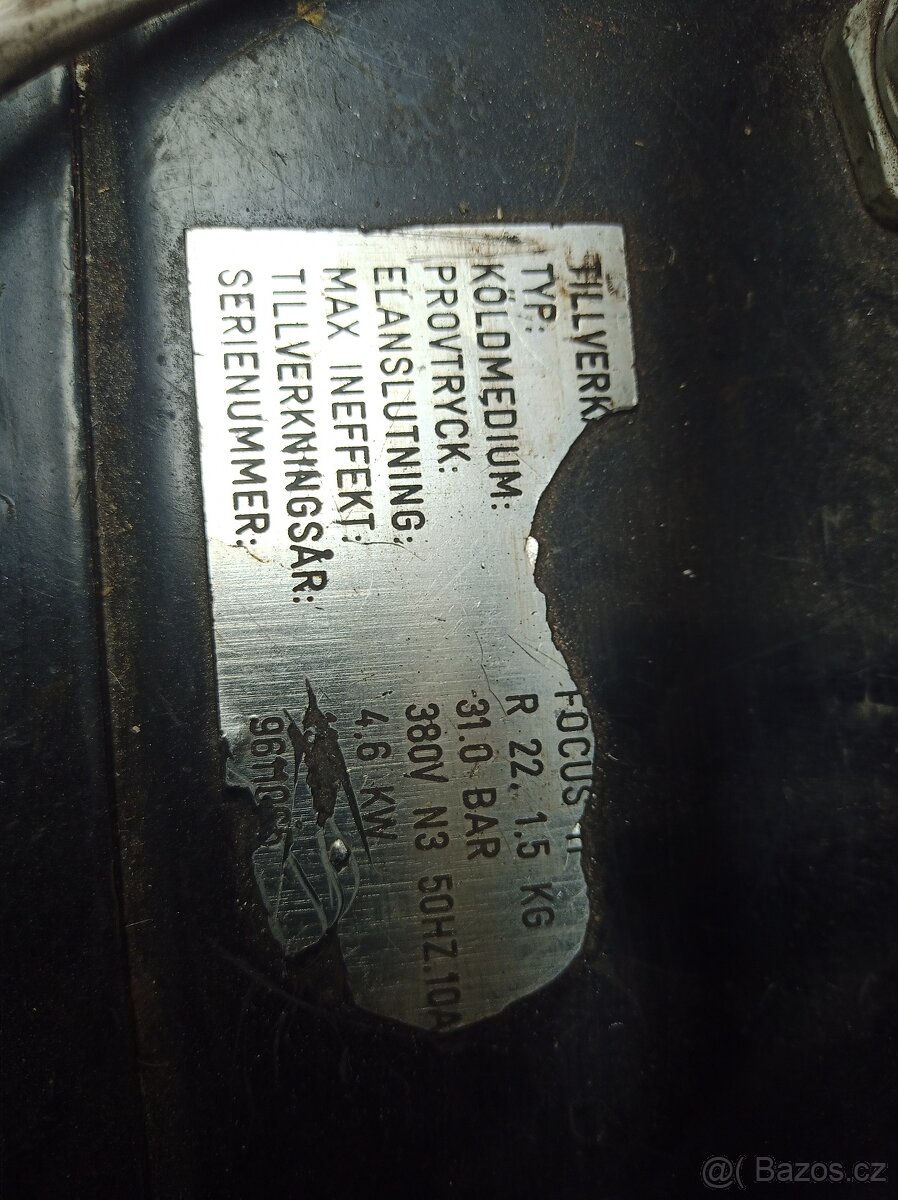 TILLVERK
TYP: FOCUS 11
KÖLDMEDIUM: R 22, 1.5 KG
PROVTRYCK: 31.0 BAR
ELANSLUTNING: 380V N3 50HZ.10A
MAX INEFFEKT: 4.6 KW
TILLVERKNINGSÅR:
SERIENUMMER:
@( Bazos.cz